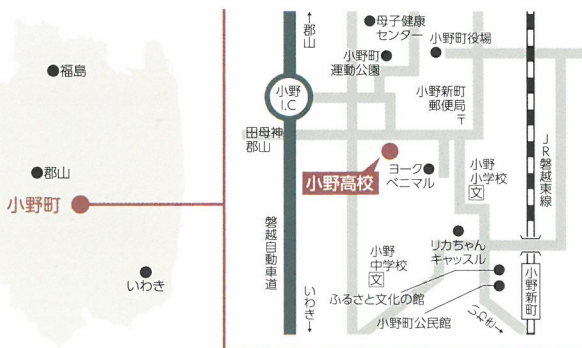 福島
郡山
小野町
いわき
←郡山
小野
I.C
田母神
郡山
磐越自動車道
いわき→
母子健康
センター
小野町
運動公園
小野町役場
小野新町
郵便局
〒
小野高校
ヨーク
ベニマル
小野
小学校
文
JR磐越東線
リカちゃん
キャッスル
小野
中学校
文
ふるさと文化の館
小野町公民館
いわき→
小野新町